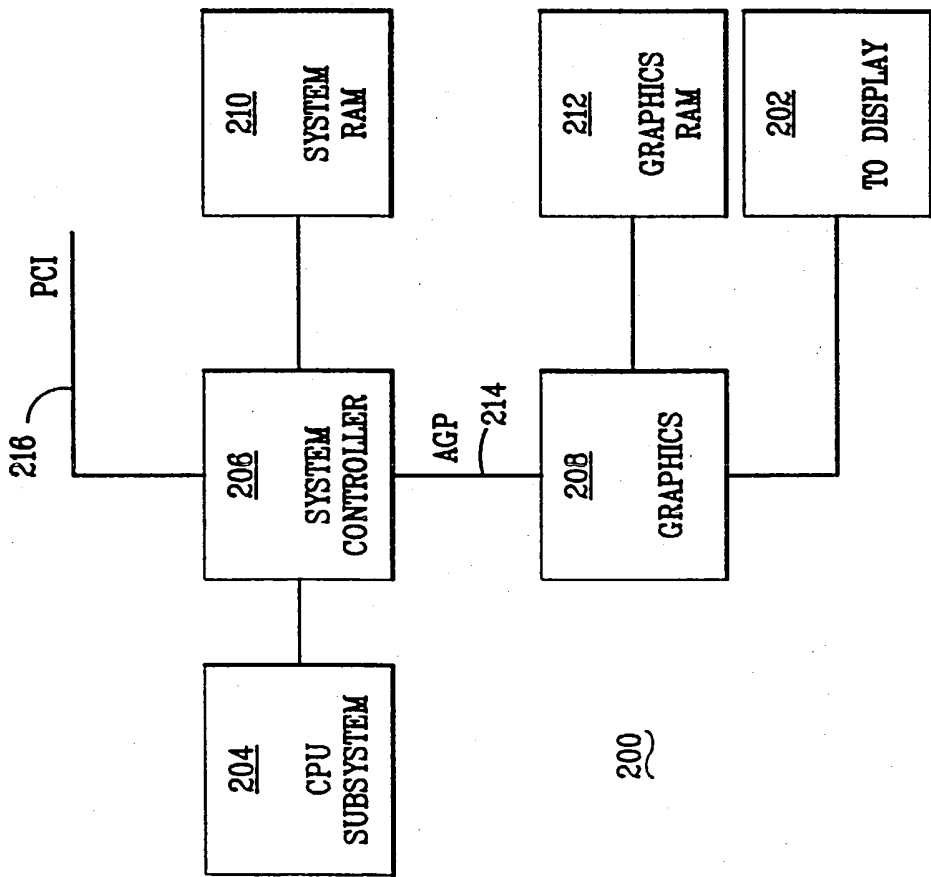 216
PCI
204
CPU
SUBSYSTEM
206
SYSTEM
CONTROLLER
210
SYSTEM
RAM
AGP
214
208
GRAPHICS
212
GRAPHICS
RAM
202
TO DISPLAY
200